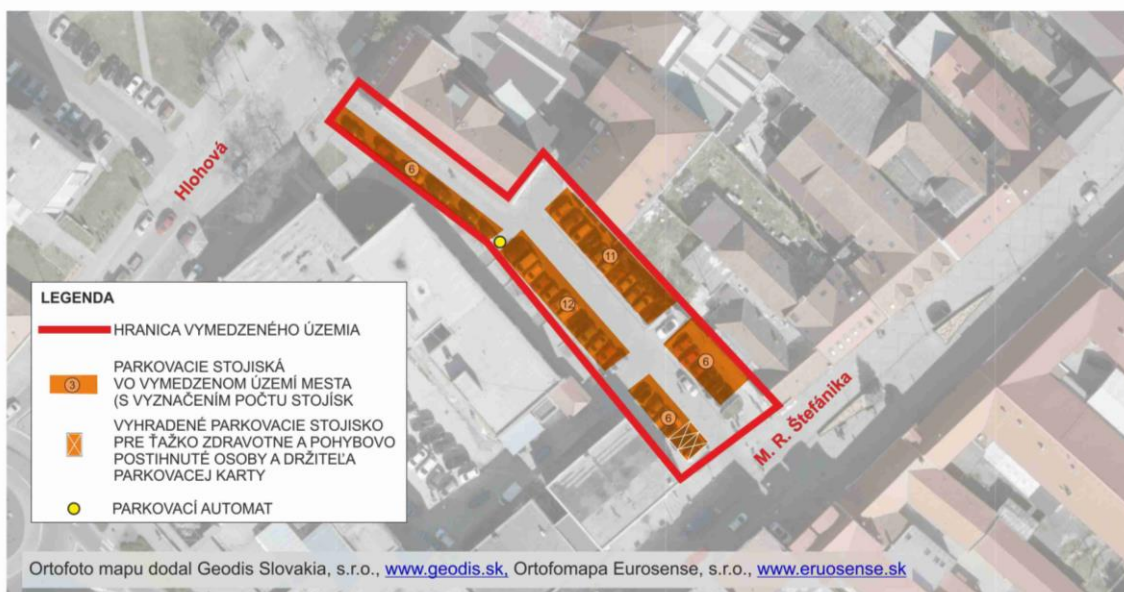 Hlohová
6
11
12
6
6
M. R. Štefánika
LEGENDA
HRANICA VYMEDZENÉHO ÚZEMIA
3
PARKOVACIE STOJISKÁ
VO VYMEDZENOM ÚZEMÍ MESTA
(S VYZNAČENÍM POČTU STOJÍSK
VYHRADENÉ PARKOVACIE STOJISKO
PRE ŤAŽKO ZDRAVOTNE A POHYBOVO
POSTIHNUTÉ OSOBY A DRŽITEĽA
PARKOVACEJ KARTY
PARKOVACÍ AUTOMAT
Ortofoto mapu dodal Geodis Slovakia, s.r.o., www.geodis.sk, Ortofomapa Eurosense, s.r.o., www.eruosense.sk